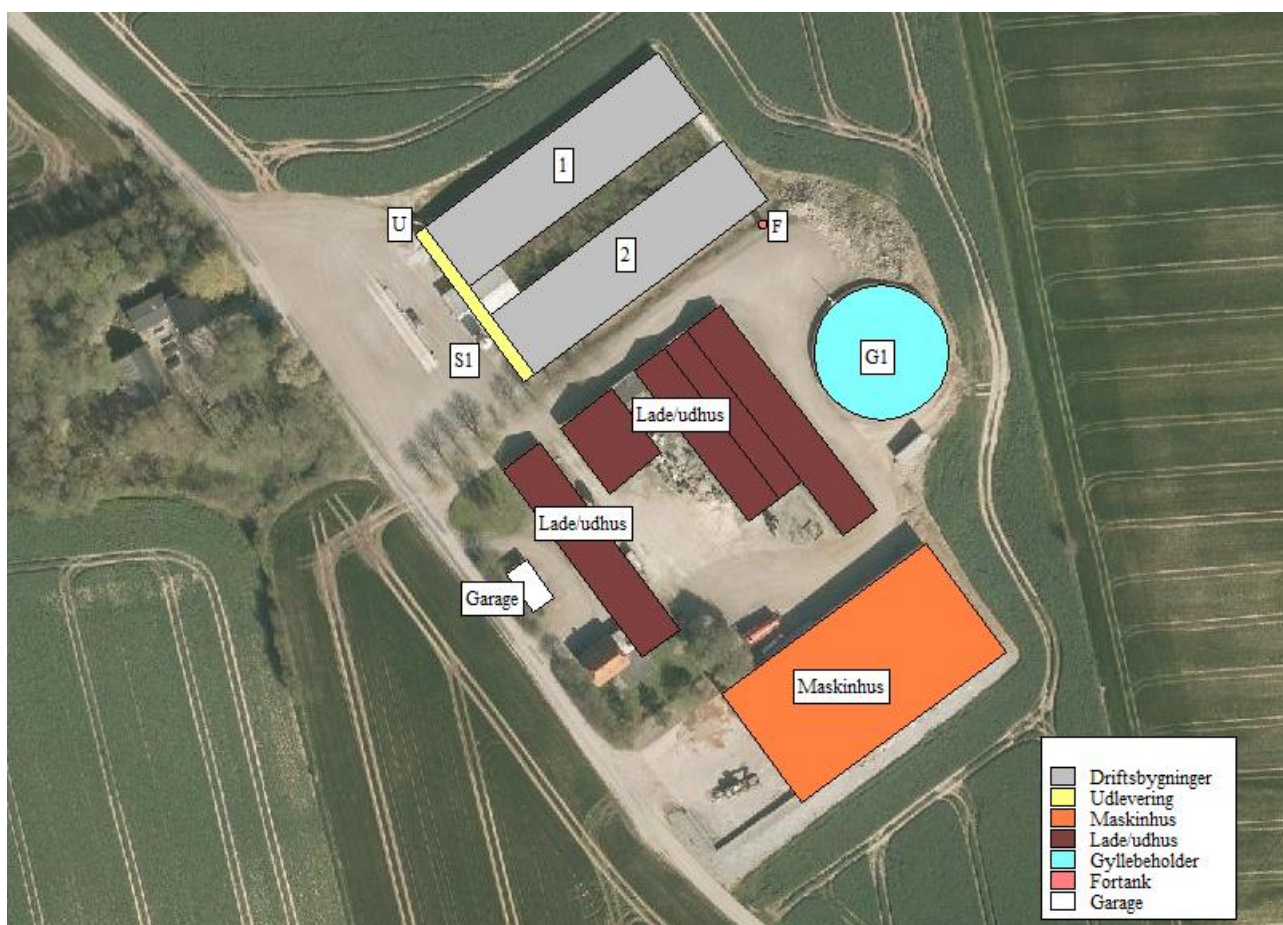 1
U
F
2
S1
G1
Lade/udhus
Lade/udhus
Garage
Maskinhus
Driftsbygninger
Udlevering
Maskinhus
Lade/udhus
Gyllebeholder
Fortank
Garage